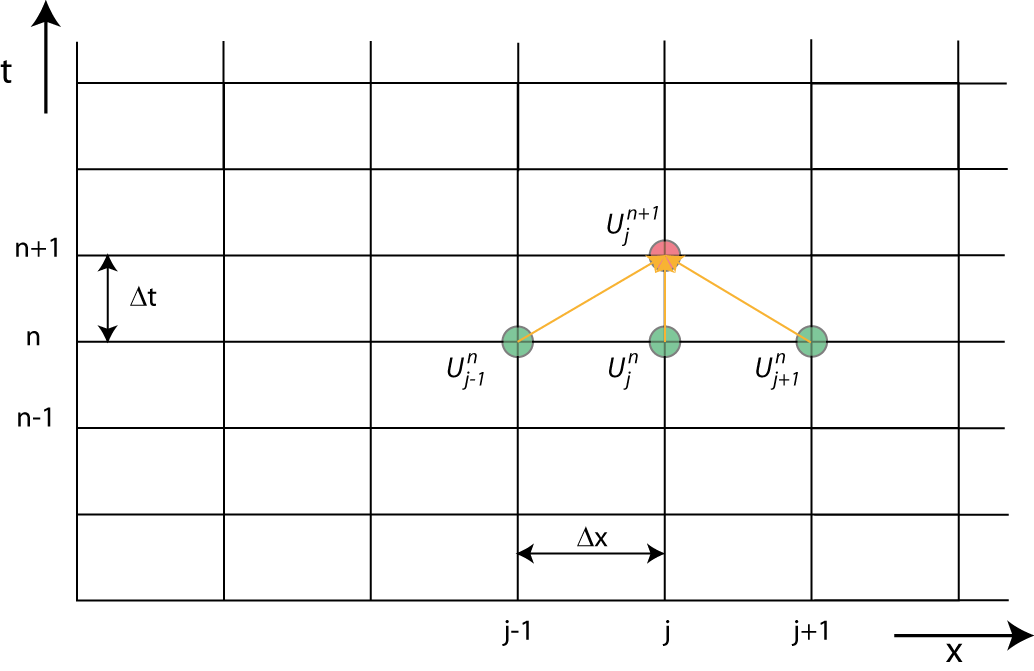 t
n+1
Δt
n
n-1
U_j^{n+1}
U_{j-1}^n
U_j^n
U_{j+1}^n
Δx
j-1
j
j+1
x